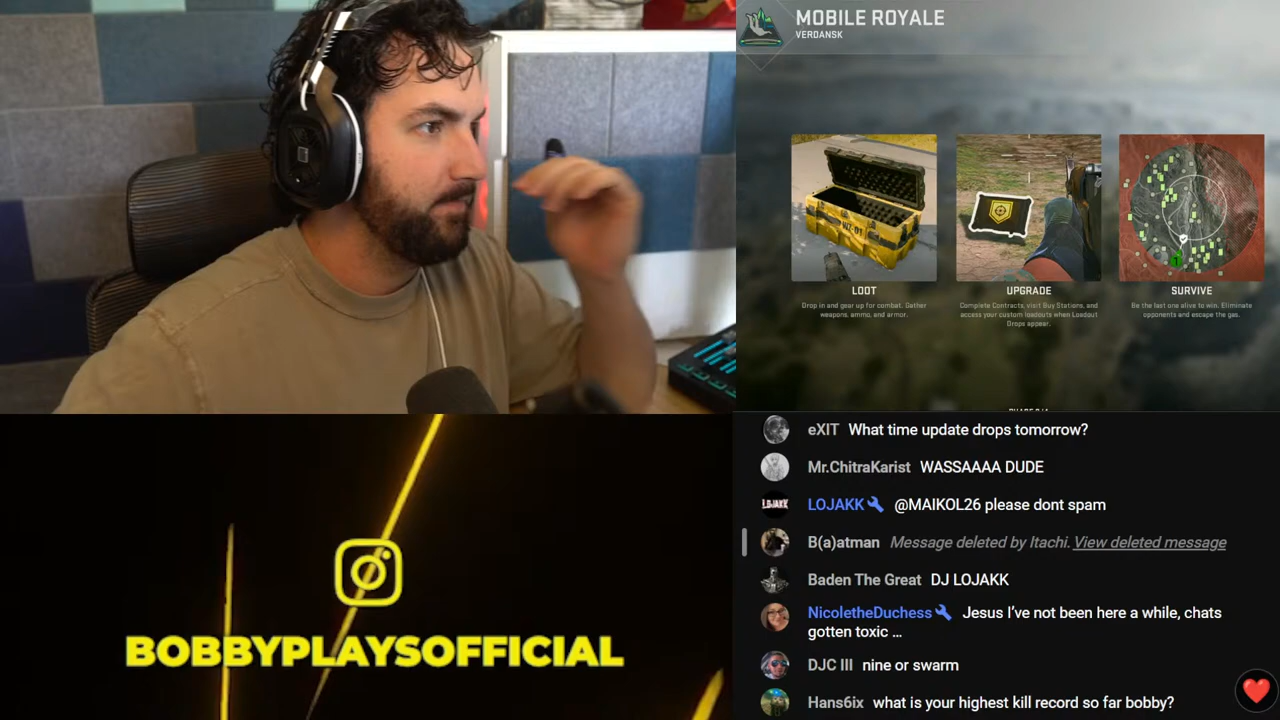 MOBILE ROYALE
VERDANSK
WZ-01
LOOT
Drop in and gear up for combat. Gather
weapons, ammo, and armor.
UPGRADE
Complete Contracts, visit Buy Stations, and
access your custom loadouts when Loadout
Drops appear.
SURVIVE
Be the last one alive to win. Eliminate
opponents and escape the gas.
eXIT What time update drops tomorrow?
Mr.ChitraKarist WASSAAAA DUDE
LOJAKK @MAIKOL26 please dont spam
B(a)atman Message deleted by Itachi. View deleted message
Baden The Great DJ LOJAKK
NicoletheDuchess Jesus I've not been here a while, chats
gotten toxic ...
DJC III nine or swarm
Hans6ix what is your highest kill record so far bobby?
BOBBYPLAYSOFFICIAL